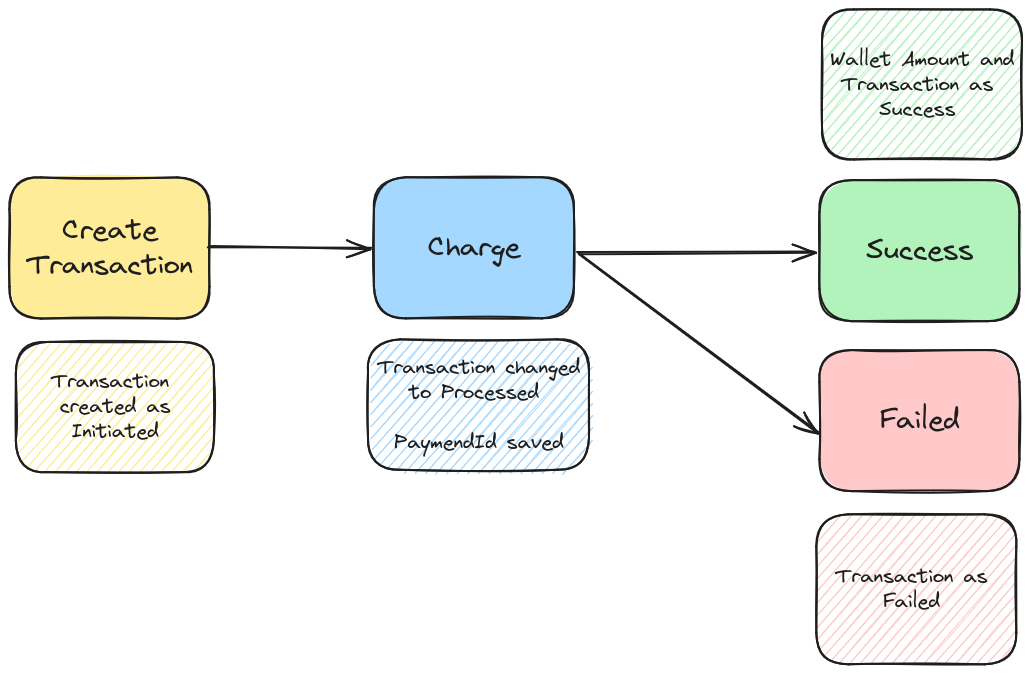 Wallet Amount and
Transaction as
Success
Create
Transaction
Charge
Success
Transaction
created as
Initiated
Transaction changed
to Processed
PaymendId saved
Failed
Transaction as
Failed